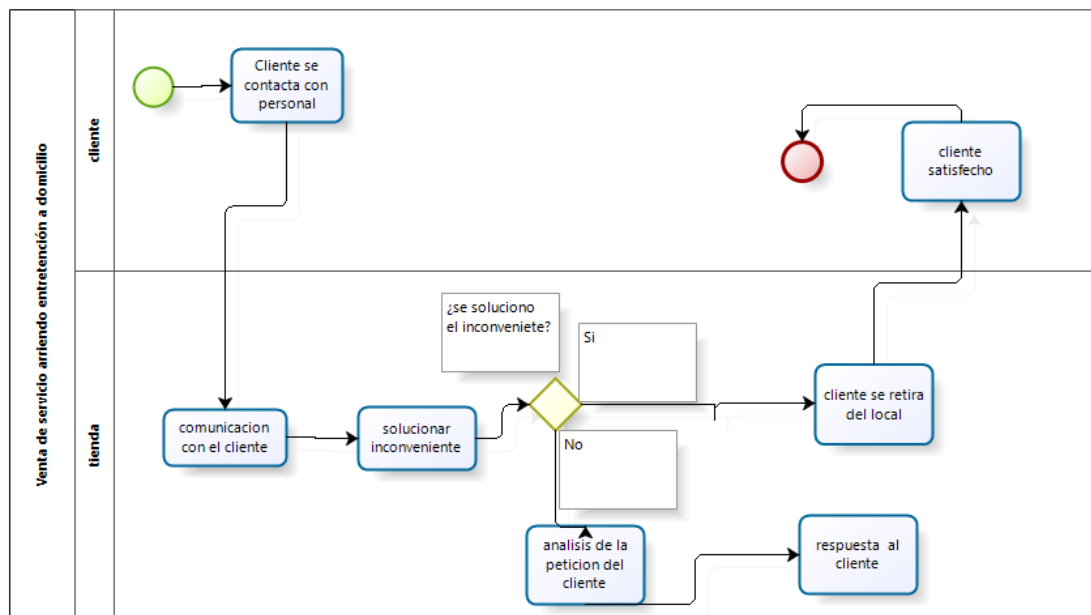 Venta de servicio arriendo entretención a domicilio
cliente
Cliente se
contacta con
personal
cliente
satisfecho
tienda
¿se soluciono
el inconveniete?
Si
comunicacion
con el cliente
solucionar
inconveniente
cliente se retira
del local
No
analisis de la
peticion del
cliente
respuesta al
cliente